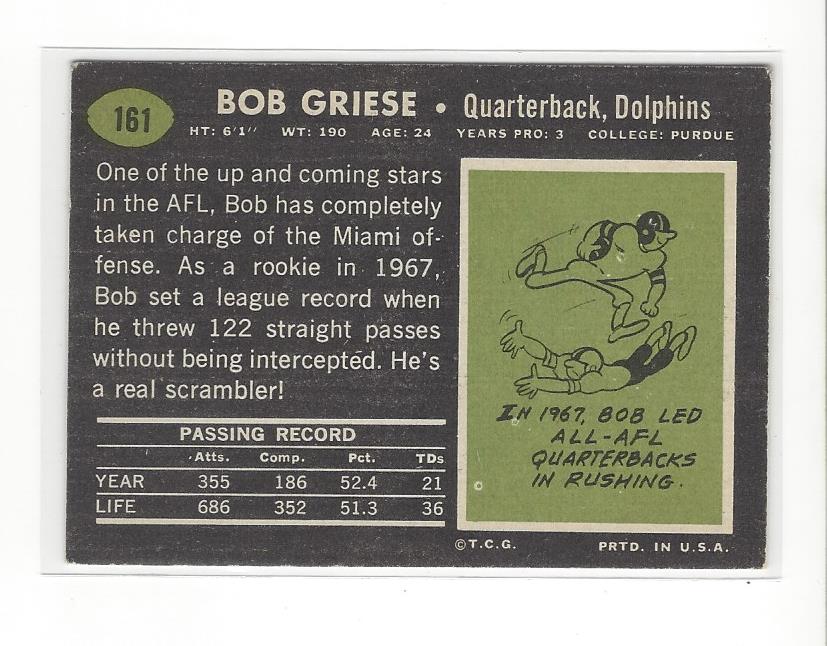 161
BOB GRIESE • Quarterback, Dolphins
HT: 6'1" WT: 190 AGE: 24 YEARS PRO: 3 COLLEGE: PURDUE
One of the up and coming stars
in the AFL, Bob has completely
taken charge of the Miami of-
fense. As a rookie in 1967,
Bob set a league record when
he threw 122 straight passes
without being intercepted. He's
a real scrambler!
PASSING RECORD
Atts. Comp. Pct. TDs
YEAR 355 186 52.4 21
LIFE 686 352 51.3 36
IN 1967, BOB LED
ALL-AFL
QUARTERBACKS
IN RUSHING.
©T.C.G. PRTD. IN U.S.A.